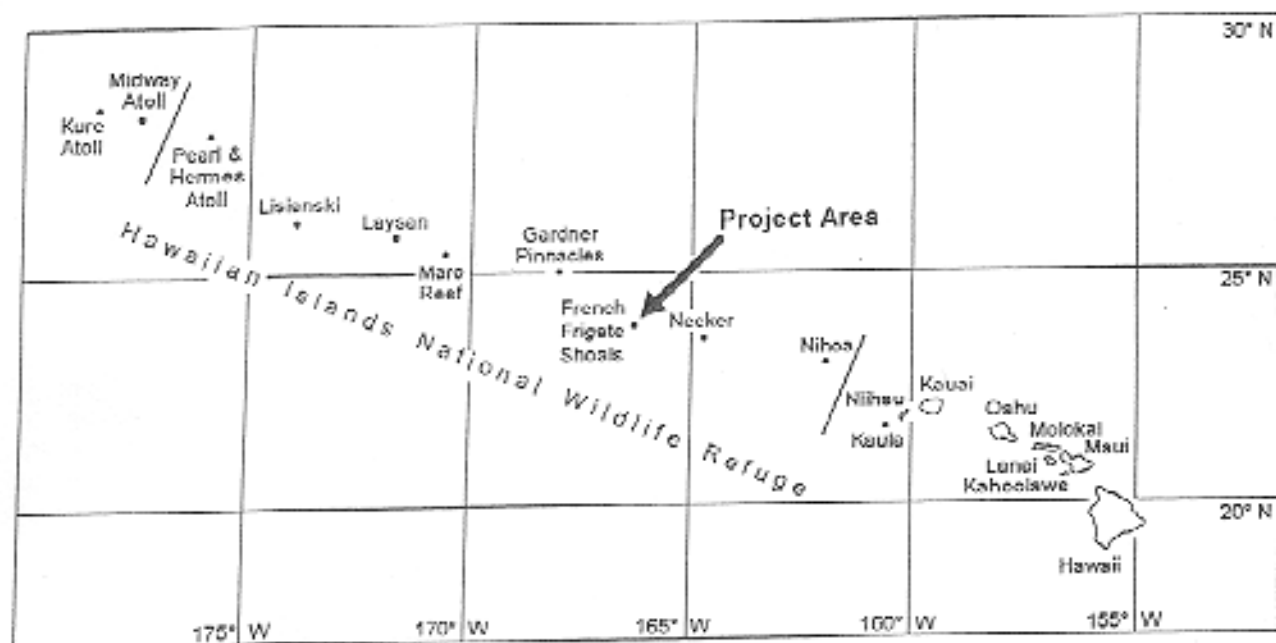 30° N
Midway
Atoll
Kure
Atoll
Pearl &
Hermes
Atoll
Lisianski
Laysan
Maro
Reef
Gardner
Pinnacles
Project Area
25° N
French
Frigate
Shoals
Necker
Nihoa
Niihau
Kauai
Kaula
Oahu
Molokai
Maui
Lanai
Kahoolawe
Hawaiian Islands National Wildlife Refuge
20° N
Hawaii
175° W
170° W
165° W
160° W
155° W